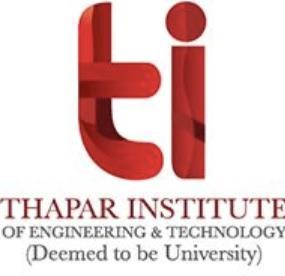 ti
THAPAR INSTITUTE
OF ENGINEERING & TECHNOLOGY
(Deemed to be University)